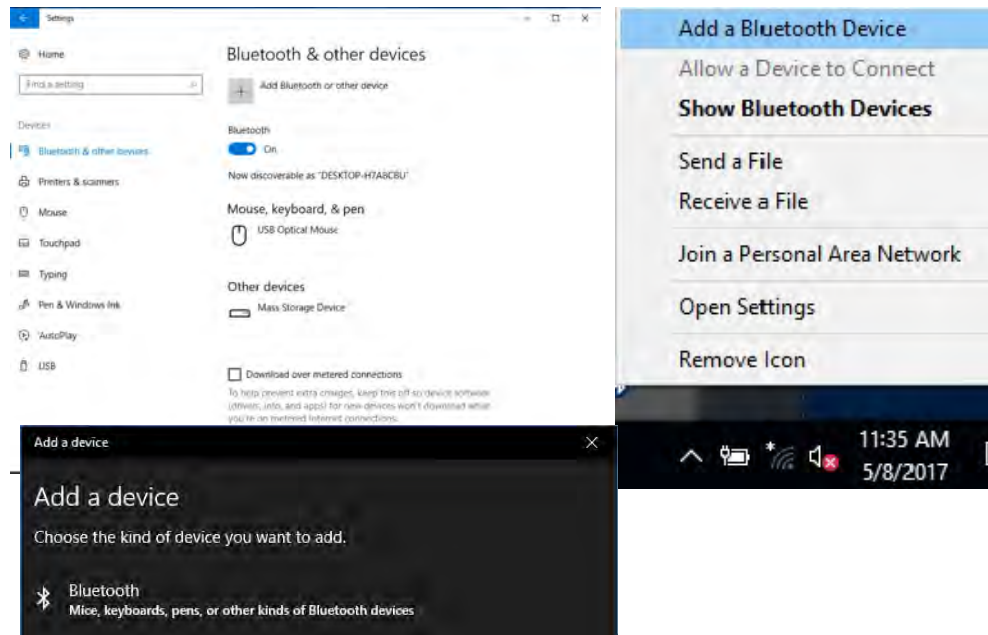 Settings
Home
Find a setting
Devices
Bluetooth & other devices
Printers & scanners
Mouse
Touchpad
Typing
Pen & Windows Ink
AutoPlay
USB
Bluetooth & other devices
Add Bluetooth or other device
Bluetooth
On
Now discoverable as "DESKTOP-H7A8C8U"
Mouse, keyboard, & pen
USB Optical Mouse
Other devices
Mass Storage Device
Download over metered connections
To help prevent extra charges, keep this off so device software
(drivers, info, and apps) for new devices won't download while
you're on metered Internet connections.
Add a device
Add a device
Choose the kind of device you want to add.
Bluetooth
Mice, keyboards, pens, or other kinds of Bluetooth devices
Add a Bluetooth Device
Allow a Device to Connect
Show Bluetooth Devices
Send a File
Receive a File
Join a Personal Area Network
Open Settings
Remove Icon
11:35 AM
5/8/2017